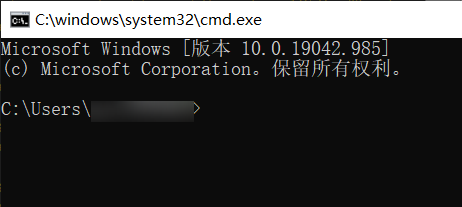 C:\windows\system32\cmd.exe
Microsoft Windows [版本 10.0.19042.985]
(c) Microsoft Corporation。保留所有权利。
C:\Users\ >